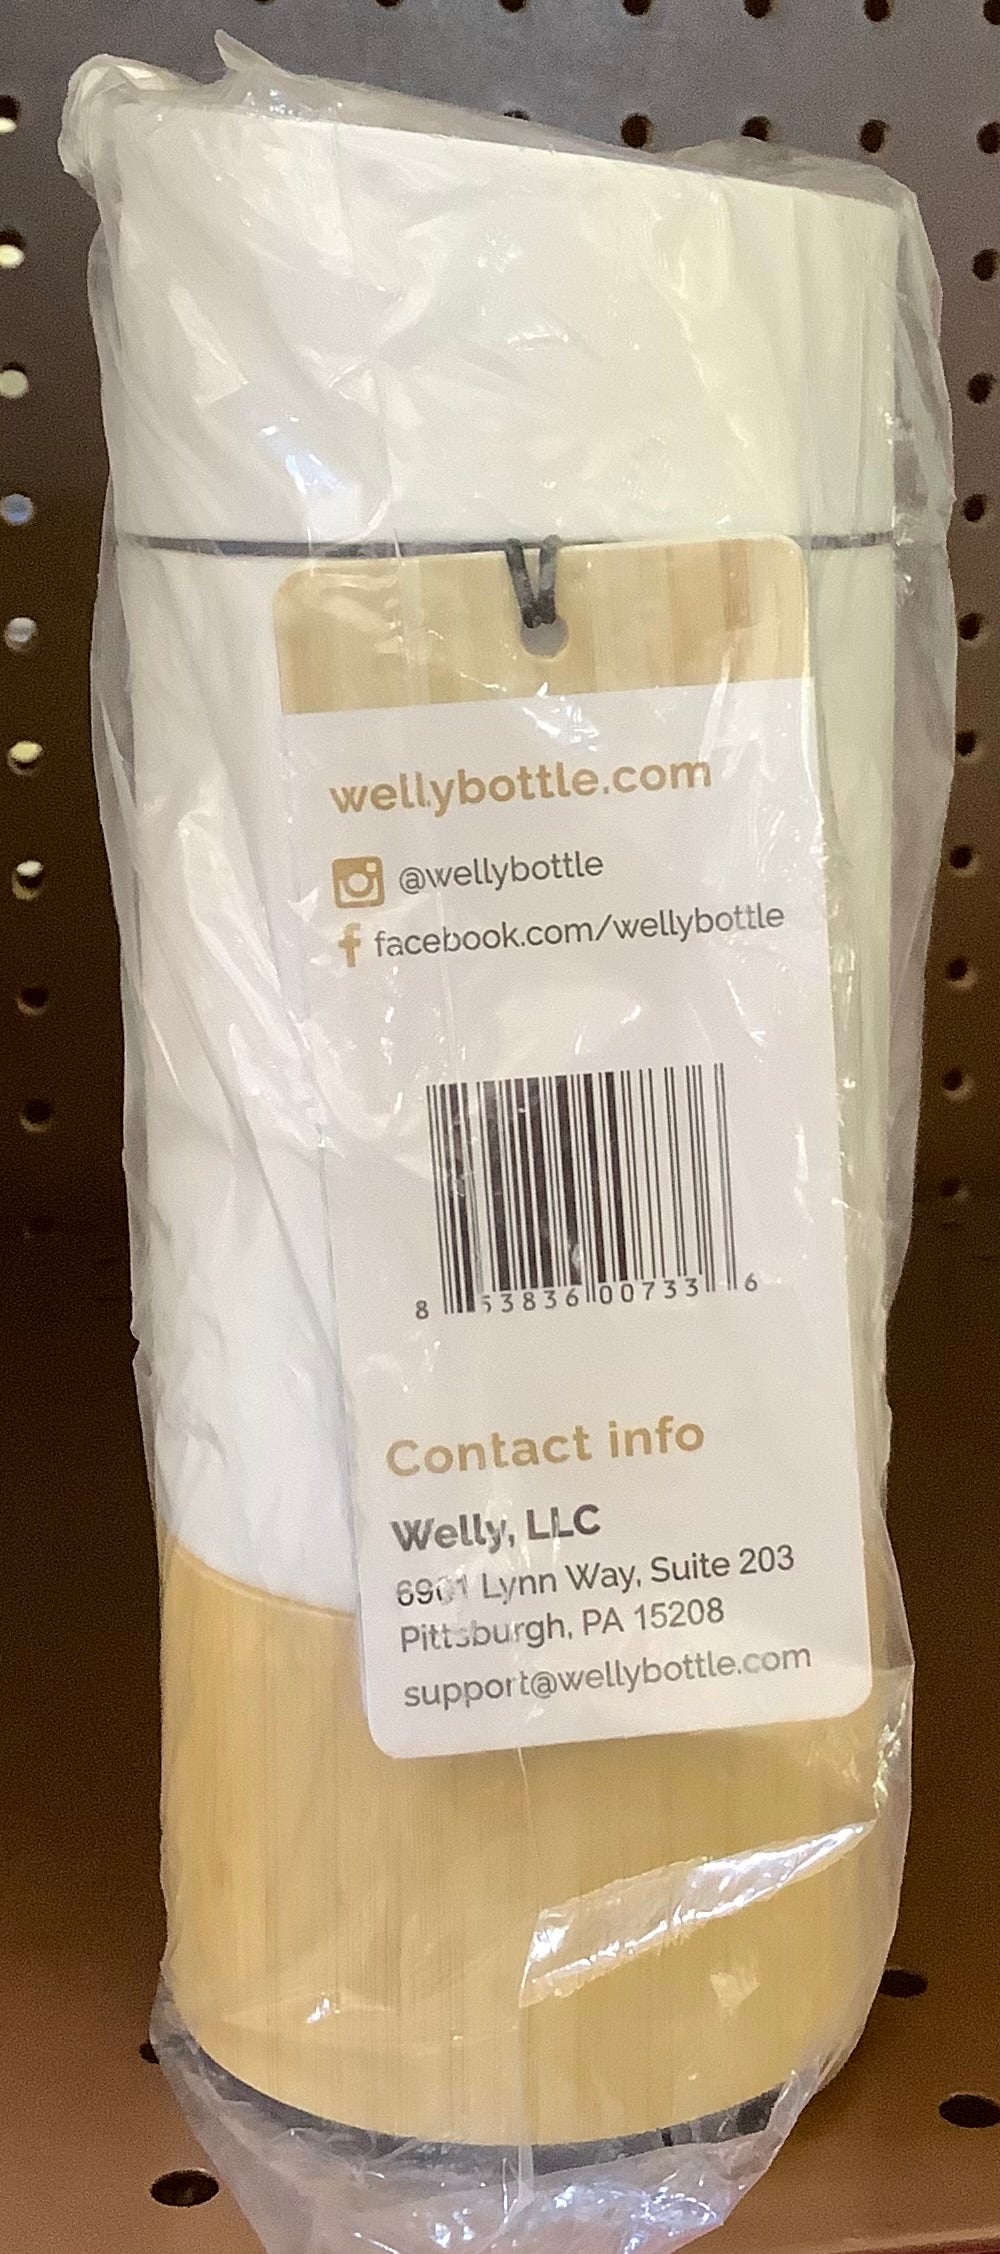 wellybottle.com
@wellybottle
facebook.com/wellybottle
8 53836 00733 6
Contact info
Welly, LLC
6901 Lynn Way, Suite 203
Pittsburgh, PA 15208
support@wellybottle.com